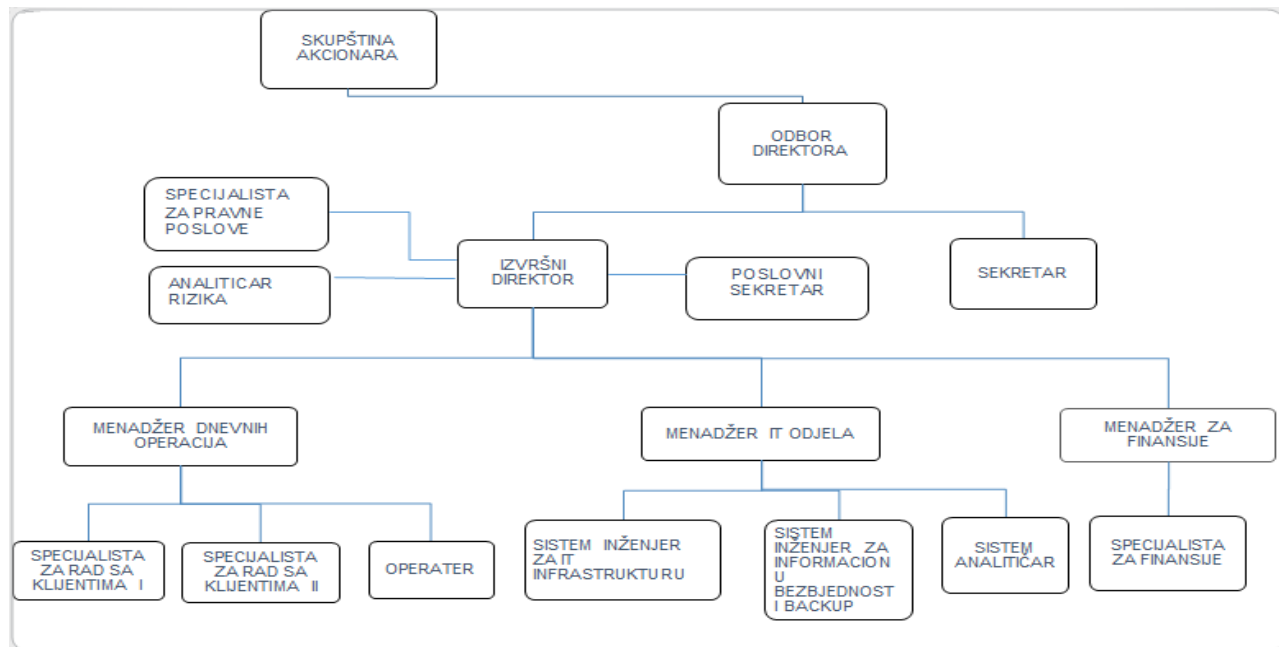 SKUPŠTINA
AKCIONARA
ODBOR
DIREKTORA
SPECIJALISTA
ZA PRAVNE
POSLOVE
ANALITICAR
RIZIKA
IZVRŠNI
DIREKTOR
POSLOVNI
SEKRETAR
SEKRETAR
MENADŽER DNEVNIH
OPERACIJA
MENADŽER IT ODJELA
MENADŽER ZA
FINANSIJE
SPECIJALISTA
ZA RAD SA
KLIJENTIMA I
SPECIJALISTA
ZA RAD SA
KLIJENTIMA II
OPERATER
SISTEM INŽENJER
ZA IT
INFRASTRUKTURU
SISTEM
INŽENJER ZA
INFORMACION
U
BEZBJEDNOST
I BACKUP
SISTEM
ANALITIČAR
SPECIJALISTA
ZA FINANSIJE